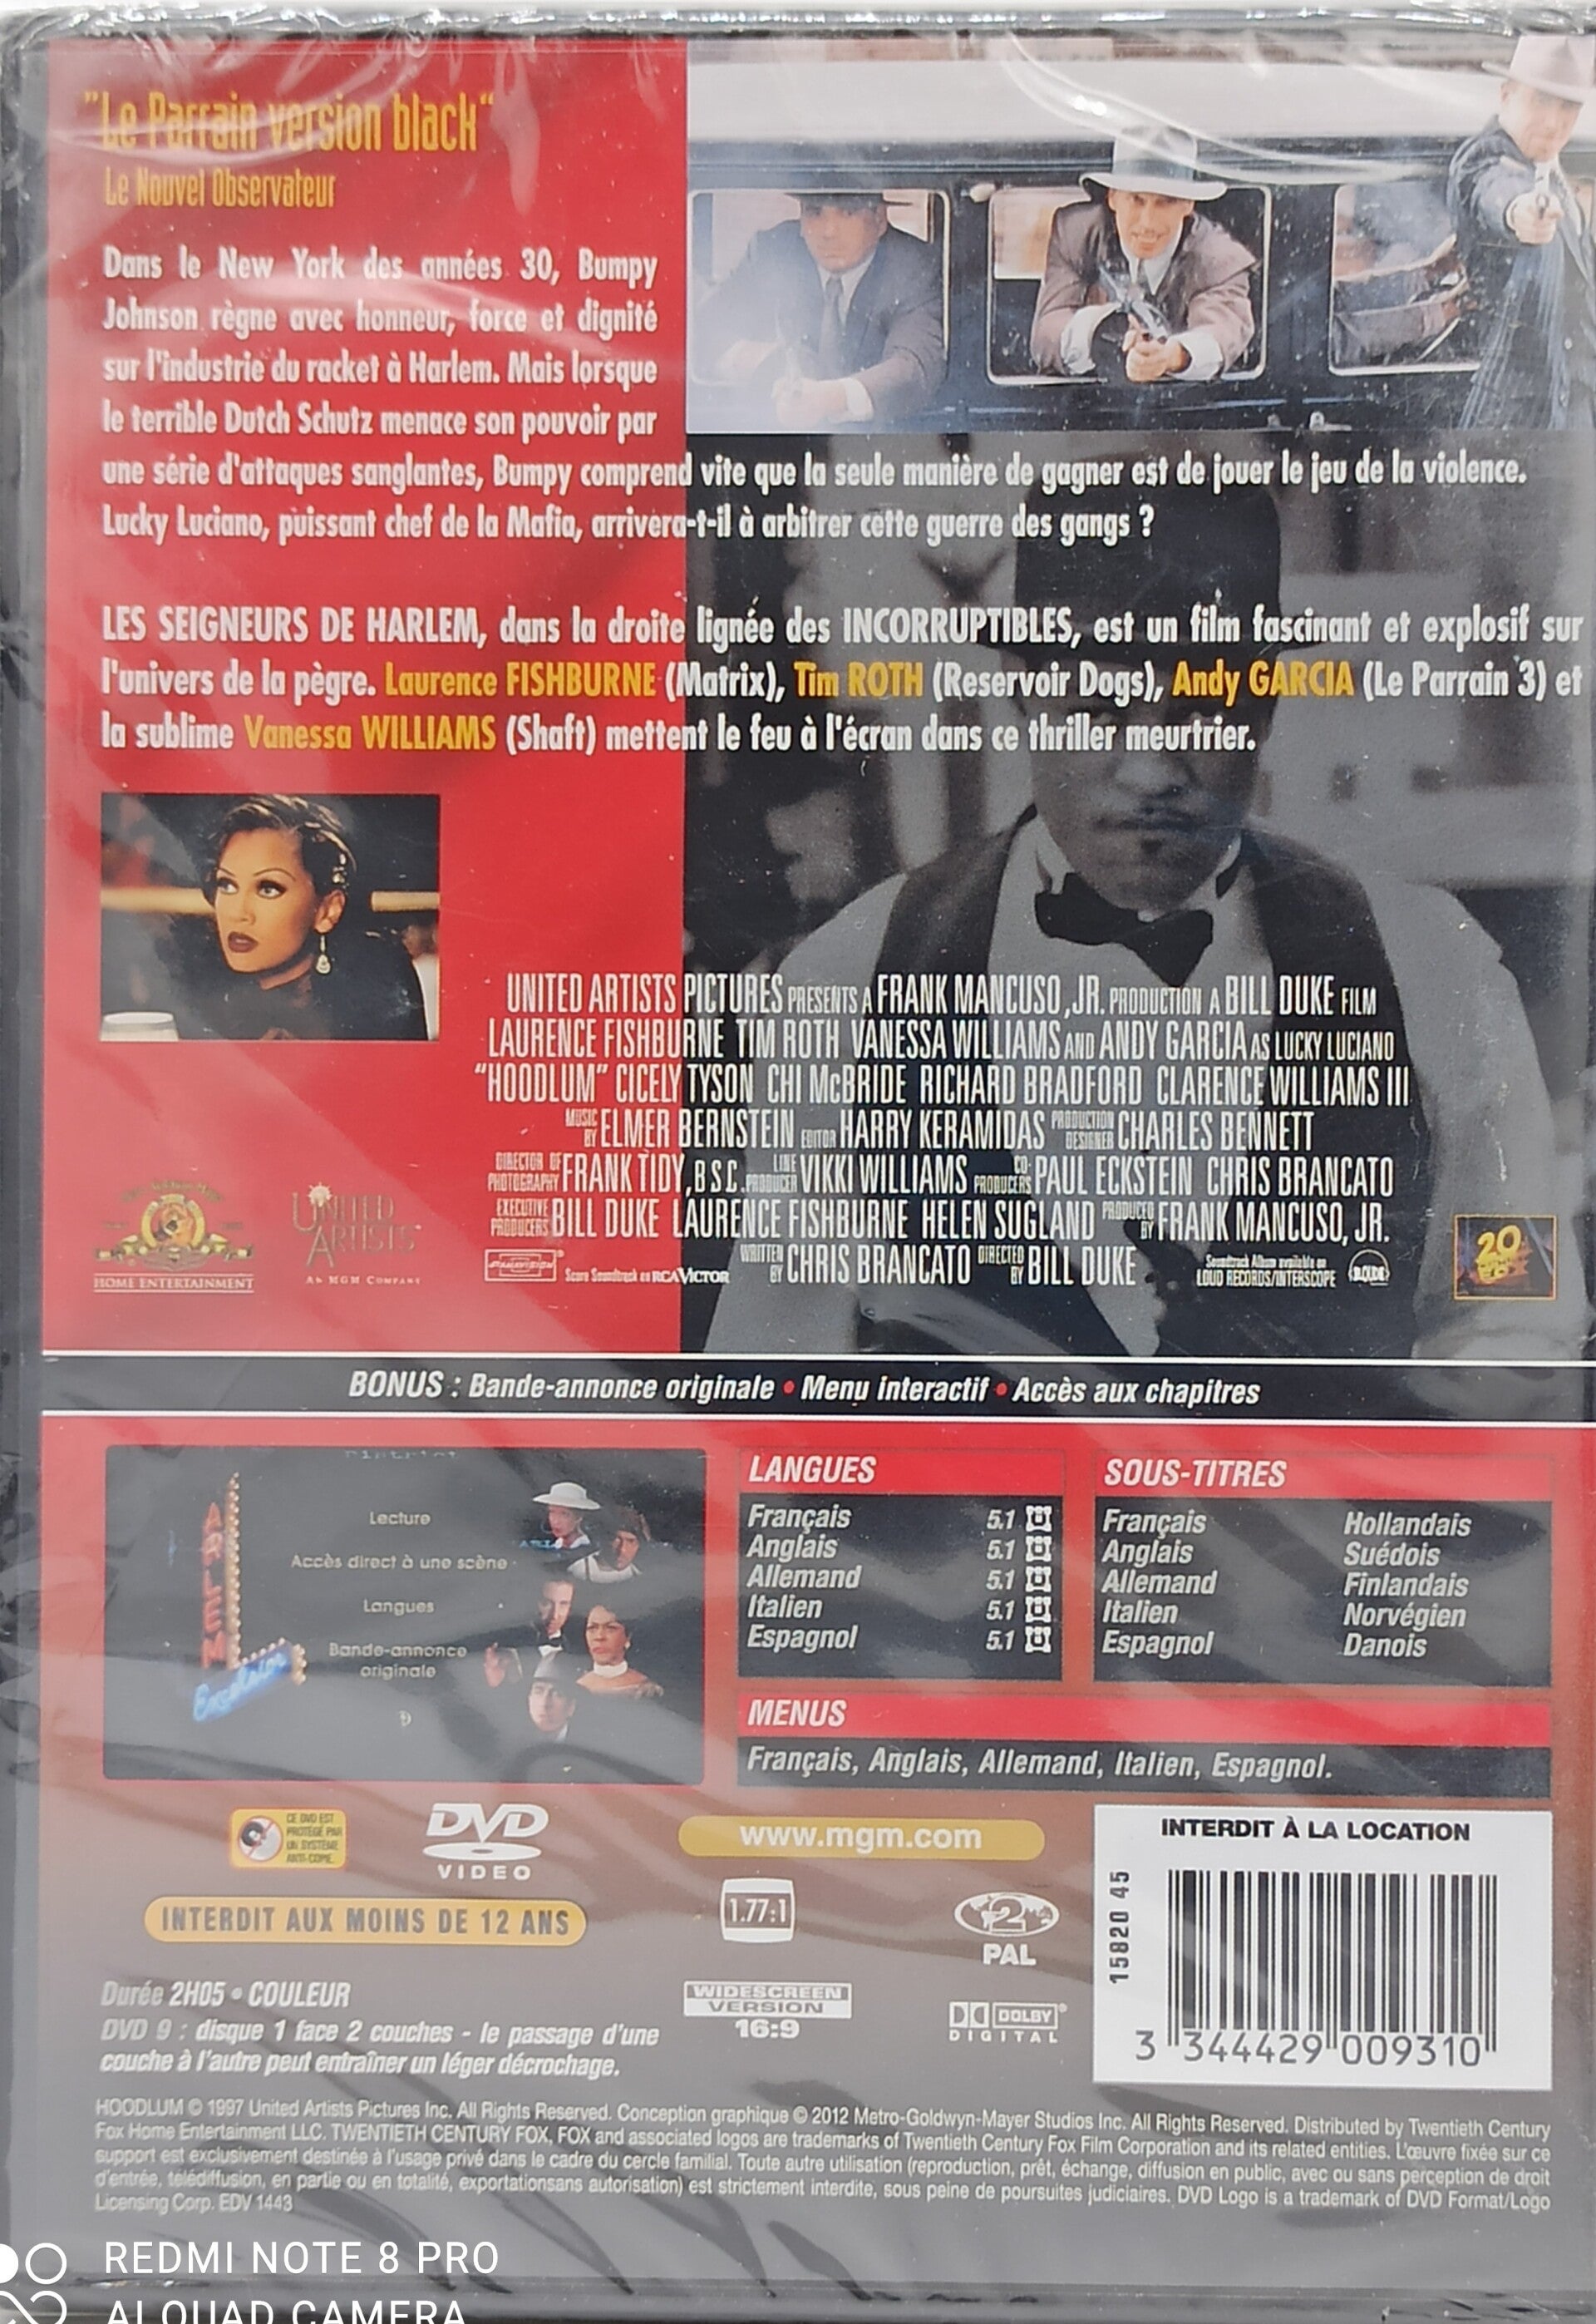 "Le Parrain version black"
Le Nouvel Observateur
Dans le New York des années 30, Bumpy
Johnson règne avec honneur, force et dignité
sur l'industrie du racket à Harlem. Mais lorsque
le terrible Dutch Schutz menace son pouvoir par
une série d'attaques sanglantes, Bumpy comprend vite que la seule manière de gagner est de jouer le jeu de la violence.
Lucky Luciano, puissant chef de la Mafia, arrivera-t-il à arbitrer cette guerre des gangs ?
LES SEIGNEURS DE HARLEM, dans la droite lignée des INCORRUPTIBLES, est un film fascinant et explosif sur
l'univers de la pègre. Laurence FISHBURNE (Matrix), Tim ROTH (Reservoir Dogs), Andy GARCIA (Le Parrain 3) et
la sublime Vanessa WILLIAMS (Shaft) mettent le feu à l'écran dans ce thriller meurtrier.
UNITED ARTISTS PICTURES PRESENTS A FRANK MANCUSO, JR. PRODUCTION A BILL DUKE FILM
LAURENCE FISHBURNE TIM ROTH VANESSA WILLIAMS AND ANDY GARCIA AS LUCKY LUCIANO
"HOODLUM" CICELY TYSON CHI McBRIDE RICHARD BRADFORD CLARENCE WILLIAMS III
MUSIC BY ELMER BERNSTEIN EDITOR HARRY KERAMIDAS PRODUCTION DESIGNER CHARLES BENNETT
DIRECTOR OF PHOTOGRAPHY FRANK TIDY, B S C. LINE PRODUCER VIKKI WILLIAMS CO-PRODUCERS PAUL ECKSTEIN CHRIS BRANCATO
EXECUTIVE PRODUCERS BILL DUKE LAURENCE FISHBURNE HELEN SUGLAND PRODUCED BY FRANK MANCUSO, JR.
WRITTEN BY CHRIS BRANCATO DIRECTED BY BILL DUKE
Score Soundtrack on RCA VICTOR
Soundtrack Album available on
LOUD RECORDS/INTERSCOPE
HOME ENTERTAINMENT
UNITED
ARTISTS
AN MGM COMPANY
20
FOX
BONUS : Bande-annonce originale • Menu interactif • Accès aux chapitres
Lecture
Accès direct à une scène
Langues
Bande-annonce
originale
ARLEM
Excelsior
LANGUES
Français 5.1
Anglais 5.1
Allemand 5.1
Italien 5.1
Espagnol 5.1
SOUS-TITRES
Français Hollandais
Anglais Suédois
Allemand Finlandais
Italien Norvégien
Espagnol Danois
MENUS
Français, Anglais, Allemand, Italien, Espagnol.
CE DVD EST
PROTÉGÉ PAR
UN SYSTÈME
ANTI-COPIE.
DVD
VIDEO
www.mgm.com
INTERDIT AUX MOINS DE 12 ANS
1.77:1
2
PAL
INTERDIT À LA LOCATION
15820 45
3 344429 009310
Durée 2H05 • COULEUR
DVD 9 : disque 1 face 2 couches - le passage d'une
couche à l'autre peut entraîner un léger décrochage.
WIDESCREEN
VERSION
16:9
DOLBY
DIGITAL
HOODLUM © 1997 United Artists Pictures Inc. All Rights Reserved. Conception graphique © 2012 Metro-Goldwyn-Mayer Studios Inc. All Rights Reserved. Distributed by Twentieth Century
Fox Home Entertainment LLC. TWENTIETH CENTURY FOX, FOX and associated logos are trademarks of Twentieth Century Fox Film Corporation and its related entities. L'œuvre fixée sur ce
support est exclusivement destinée à l'usage privé dans le cadre du cercle familial. Toute autre utilisation (reproduction, prêt, échange, diffusion en public, avec ou sans perception de droit
d'entrée, télédiffusion, en partie ou en totalité, exportationsans autorisation) est strictement interdite, sous peine de poursuites judiciaires. DVD Logo is a trademark of DVD Format/Logo
Licensing Corp. EDV 1443
REDMI NOTE 8 PRO
AI QUAD CAMERA